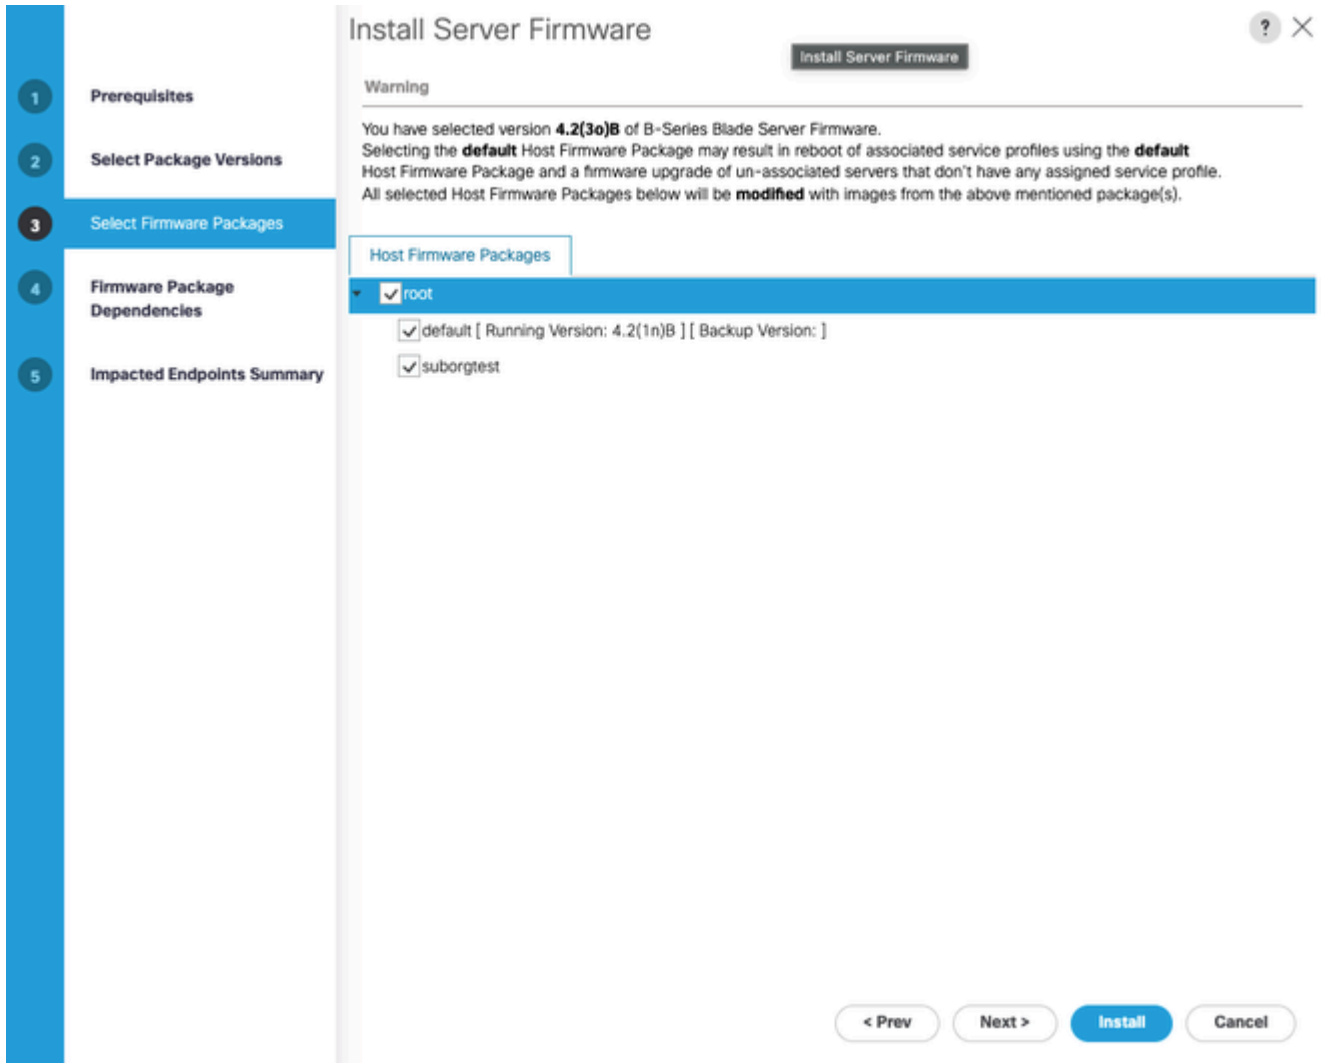 Install Server Firmware
?
Install Server Firmware
Warning
1 Prerequisites
You have selected version 4.2(3o)B of B-Series Blade Server Firmware.
2 Select Package Versions
Selecting the default Host Firmware Package may result in reboot of associated service profiles using the default
Host Firmware Package and a firmware upgrade of un-associated servers that don't have any assigned service profile.
All selected Host Firmware Packages below will be modified with images from the above mentioned package(s).
3 Select Firmware Packages
Host Firmware Packages
4 Firmware Package
Dependencies
root
default [ Running Version: 4.2(1n)B ] [ Backup Version: ]
suborgtest
5 Impacted Endpoints Summary
< Prev
Next >
Install
Cancel